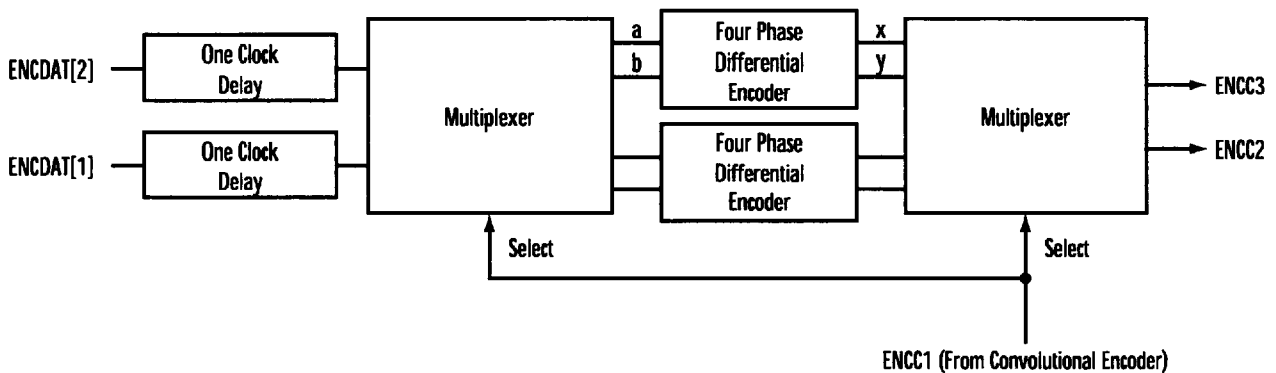 ENCDAT[2]
One Clock
Delay
ENCDAT[1]
One Clock
Delay
Multiplexer
a
b
Four Phase
Differential
Encoder
x
y
Four Phase
Differential
Encoder
Multiplexer
ENCC3
ENCC2
Select
Select
ENCC1 (From Convolutional Encoder)